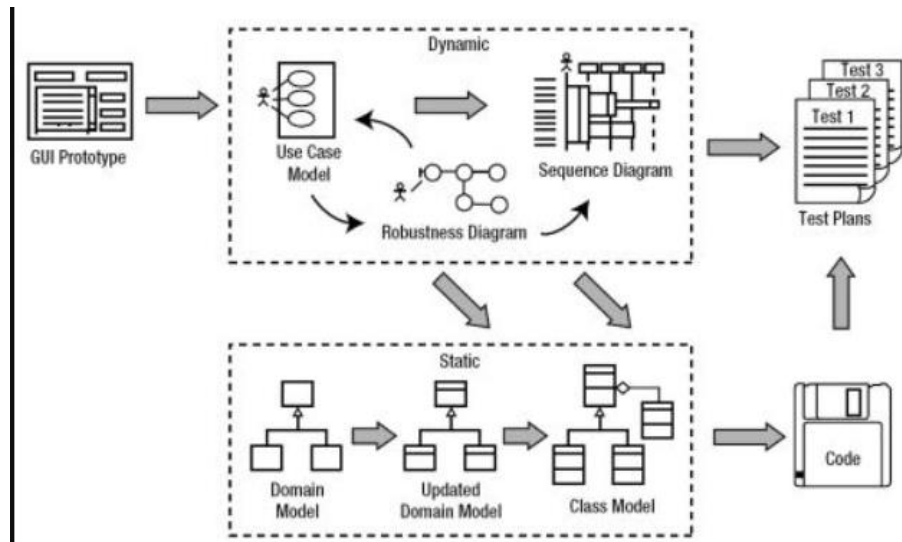 Dynamic
GUI Prototype
Use Case
Model
Robustness Diagram
Sequence Diagram
Test 3
Test 2
Test 1
Test Plans
Static
Domain
Model
Updated
Domain Model
Class Model
Code